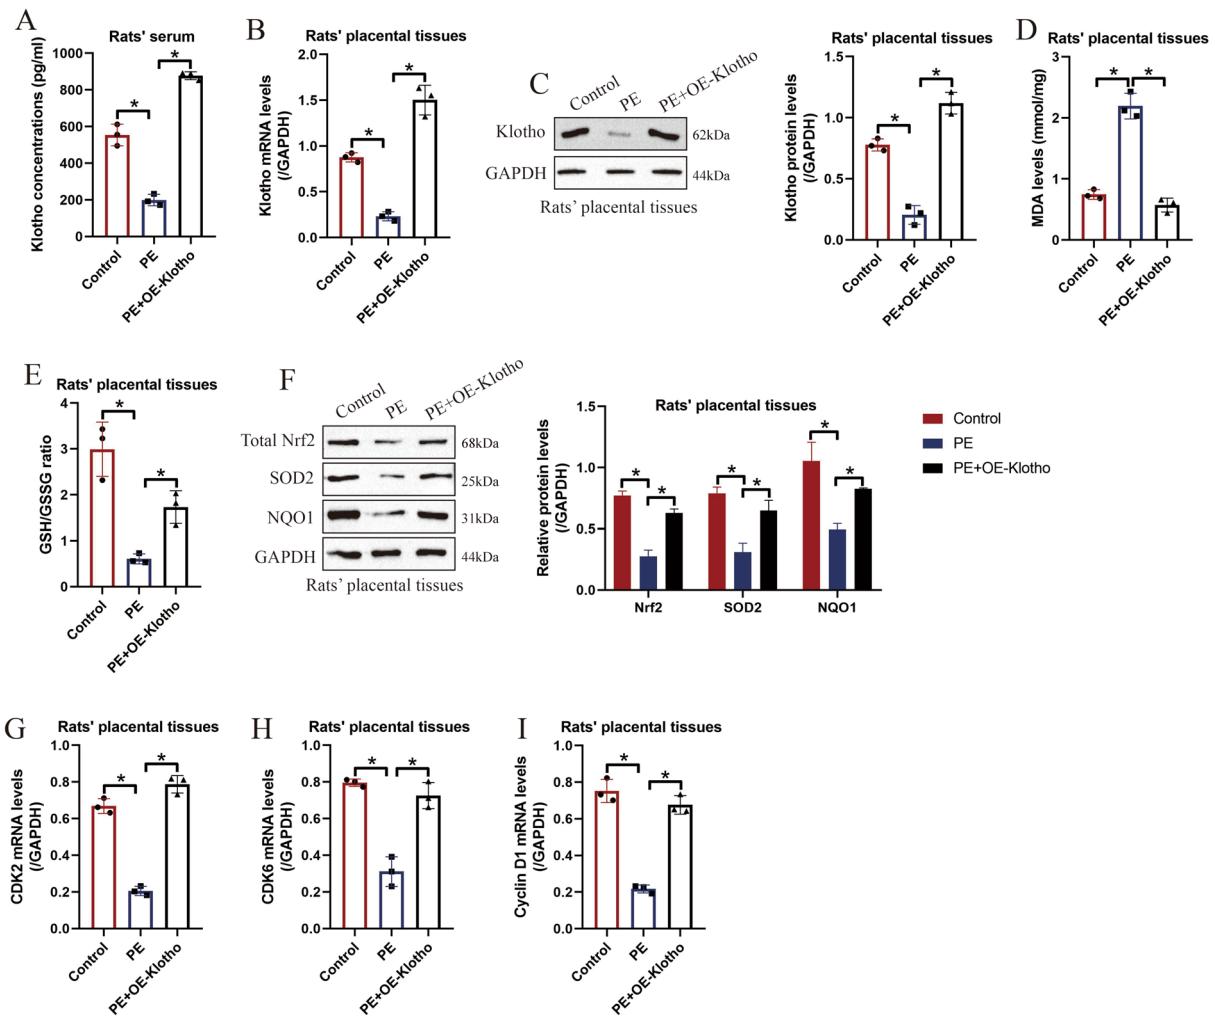 A
Rats' serum
Klotho concentrations (pg/ml)
1000
800
600
400
200
0
*
*
Control
PE
PE+OE-Klotho
B
Rats' placental tissues
Klotho mRNA levels
(/GAPDH)
2.0
1.5
1.0
0.5
0.0
*
*
Control
PE
PE+OE-Klotho
C
Control
PE
PE+OE-Klotho
Klotho
62kDa
GAPDH
44kDa
Rats' placental tissues
Rats' placental tissues
Klotho protein levels
(/GAPDH)
1.5
1.0
0.5
0.0
*
*
Control
PE
PE+OE-Klotho
D
Rats' placental tissues
MDA levels (mmol/mg)
3
2
1
0
*
*
Control
PE
PE+OE-Klotho
E
Rats' placental tissues
GSH/GSSG ratio
4
3
2
1
0
*
*
Control
PE
PE+OE-Klotho
F
Control
PE
PE+OE-Klotho
Total Nrf2
68kDa
SOD2
25kDa
NQO1
31kDa
GAPDH
44kDa
Rats' placental tissues
Rats' placental tissues
Relative protein levels
(/GAPDH)
1.5
1.0
0.5
0.0
*
*
*
*
*
*
Nrf2
SOD2
NQO1
Control
PE
PE+OE-Klotho
G
Rats' placental tissues
CDK2 mRNA levels
(/GAPDH)
1.0
0.8
0.6
0.4
0.2
0.0
*
*
Control
PE
PE+OE-Klotho
H
Rats' placental tissues
CDK6 mRNA levels
(/GAPDH)
1.0
0.8
0.6
0.4
0.2
0.0
*
*
Control
PE
PE+OE-Klotho
I
Rats' placental tissues
Cyclin D1 mRNA levels
(/GAPDH)
1.0
0.8
0.6
0.4
0.2
0.0
*
*
Control
PE
PE+OE-Klotho